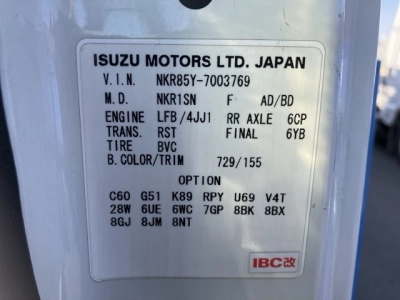 ISUZU MOTORS LTD. JAPAN
V.I.N. NKR85Y-7003769
M.D. NKR1SN F AD/BD
ENGINE LFB/4JJ1 RR AXLE 6CP
TRANS. RST FINAL 6YB
TIRE BVC
B.COLOR/TRIM 729/155
OPTION
C60 G51 K89 RPY U69 V4T
28W 6UE 6WC 7GP 8BK 8BX
8GJ 8JM 8NT
IBC改